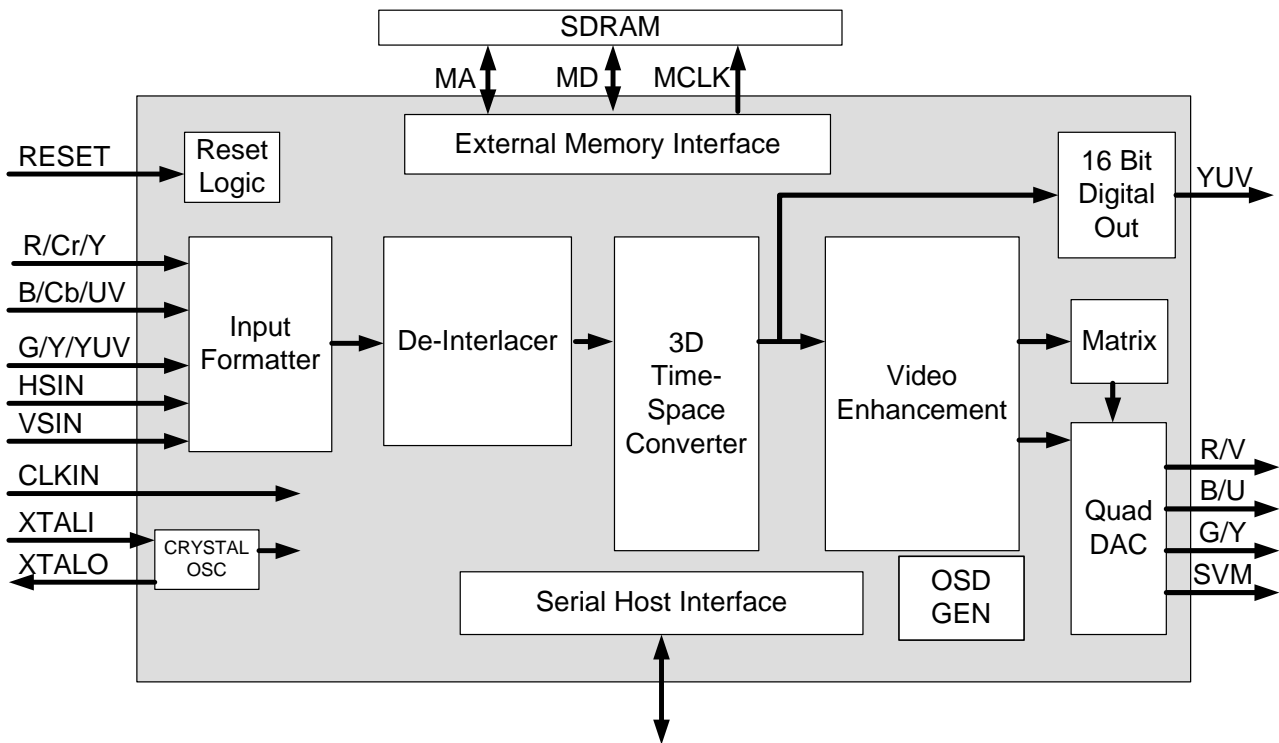 SDRAM
MA
MD
MCLK
External Memory Interface
RESET
Reset
Logic
16 Bit
Digital
Out
YUV
R/Cr/Y
B/Cb/UV
G/Y/YUV
HSIN
VSIN
Input
Formatter
De-Interlacer
3D
Time-
Space
Converter
Video
Enhancement
Matrix
CLKIN
XTALI
XTALO
CRYSTAL
OSC
Quad
DAC
R/V
B/U
G/Y
SVM
Serial Host Interface
OSD
GEN